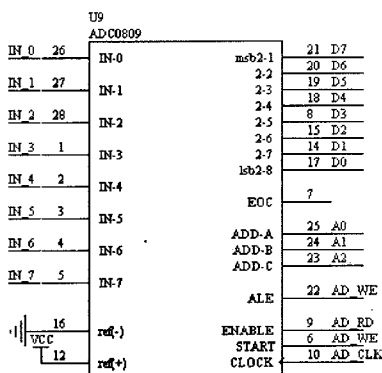 U9
ADC0809
IN_0 26 IN-0
IN_1 27 IN-1
IN_2 28 IN-2
IN_3 1 IN-3
IN_4 2 IN-4
IN_5 3 IN-5
IN_6 4 IN-6
IN_7 5 IN-7
16 ref(-)
VCC
12 ref(+)
msb2-1 21 D7
2-2 20 D6
2-3 19 D5
2-4 18 D4
2-5 8 D3
2-6 15 D2
2-7 14 D1
lsb2-8 17 D0
EOC 7
ADD-A 25 A0
ADD-B 24 A1
ADD-C 23 A2
ALE 22 AD_WE
ENABLE 9 AD_RD
START 6 AD_WE
CLOCK 10 AD_CLK